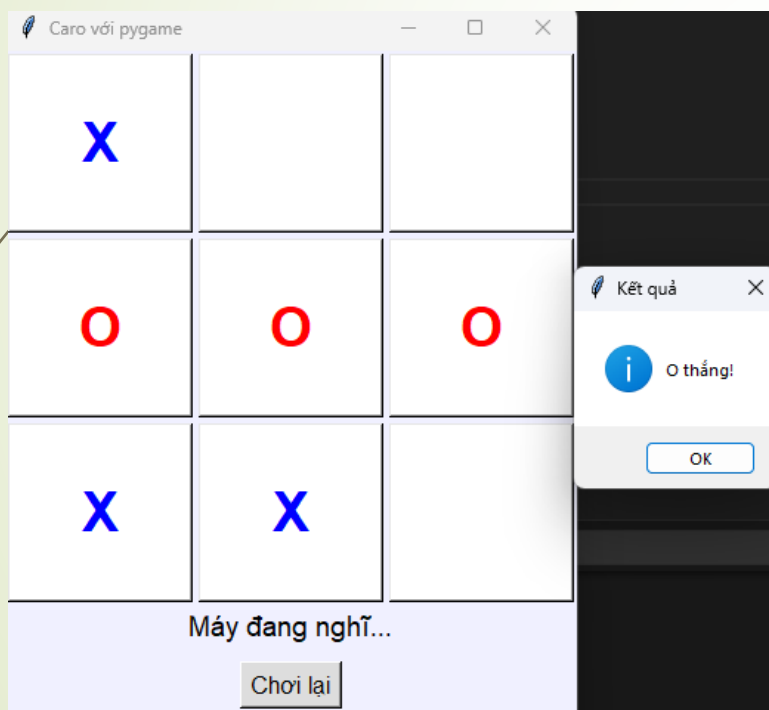 Caro với pygame
X
O O O
X X
Máy đang nghĩ...
Chơi lại
Kết quả
O thắng!
OK